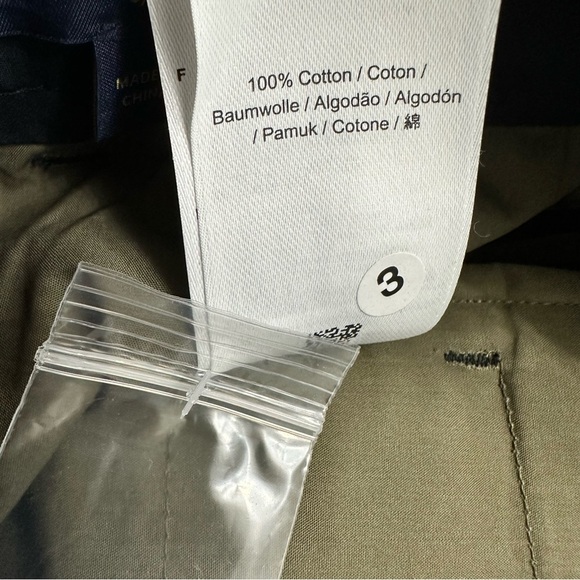 MADE
CHIN
F
100% Cotton / Coton /
Baumwolle / Algodão / Algodón
/ Pamuk / Cotone / 綿
3